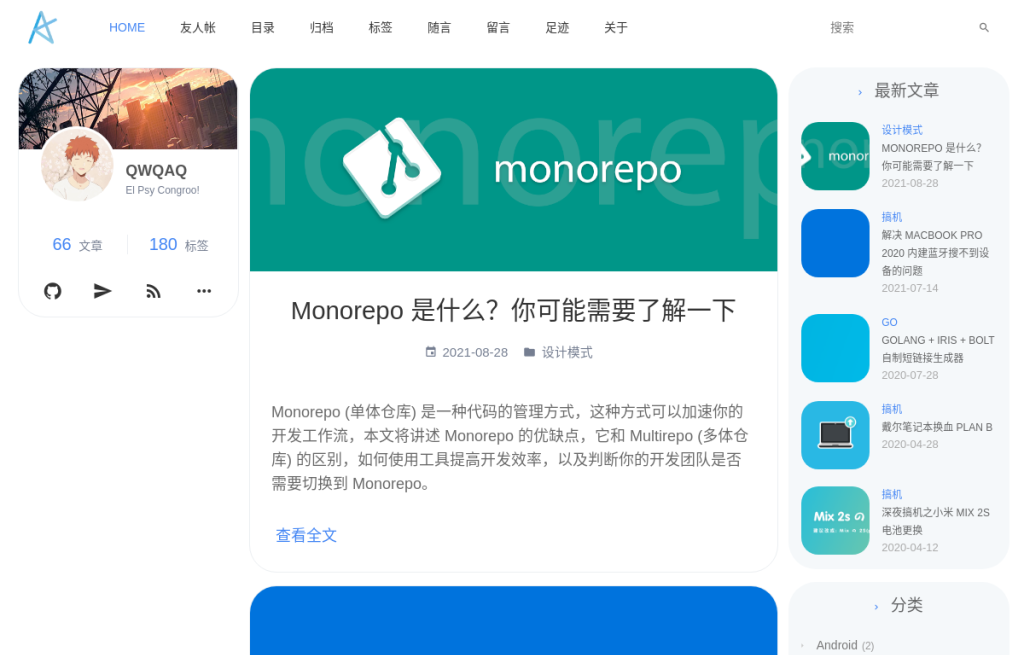 HOME 友人帐 目录 归档 标签 随言 留言 足迹 关于 搜索
QWQAQ
El Psy Congroo!
66 文章 180 标签
monorepo
monorepo
Monorepo 是什么？你可能需要了解一下
2021-08-28 设计模式
Monorepo (单体仓库) 是一种代码的管理方式，这种方式可以加速你的
开发工作流，本文将讲述 Monorepo 的优缺点，它和 Multirepo (多体仓
库) 的区别，如何使用工具提高开发效率，以及判断你的开发团队是否
需要切换到 Monorepo。
查看全文
最新文章
monor
设计模式
MONOREPO 是什么？
你可能需要了解一下
2021-08-28
搞机
解决 MACBOOK PRO
2020 内建蓝牙搜不到设
备的问题
2021-07-14
GO
GOLANG + IRIS + BOLT
自制短链接生成器
2020-07-28
搞机
戴尔笔记本换血 PLAN B
2020-04-28
Mix 2s の
搞机
深夜搞机之小米 MIX 2S
电池更换
2020-04-12
分类
Android (2)